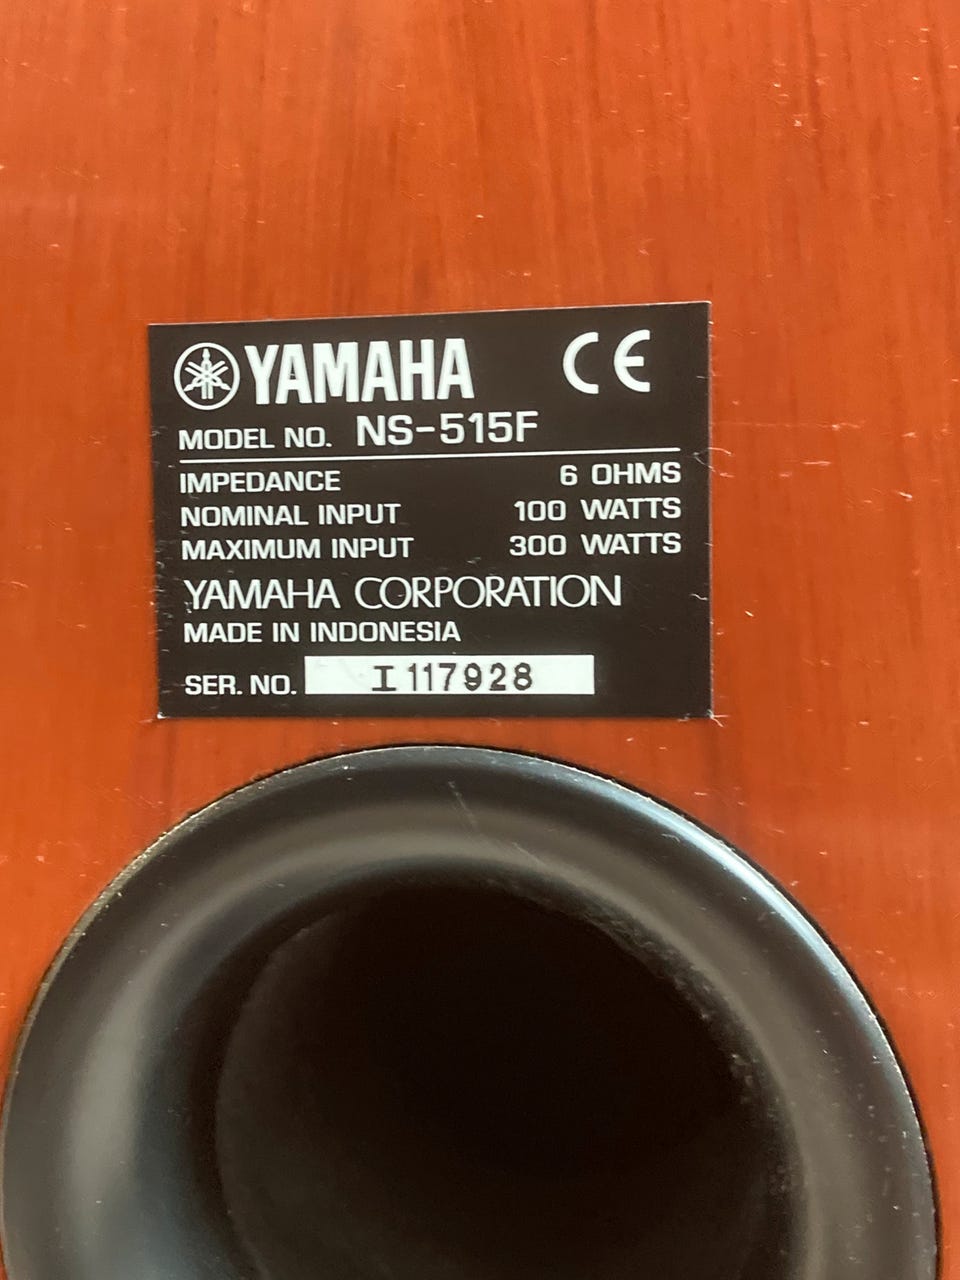 YAMAHA CE
MODEL NO. NS-515F
IMPEDANCE 6 OHMS
NOMINAL INPUT 100 WATTS
MAXIMUM INPUT 300 WATTS
YAMAHA CORPORATION
MADE IN INDONESIA
SER. NO. I 117928